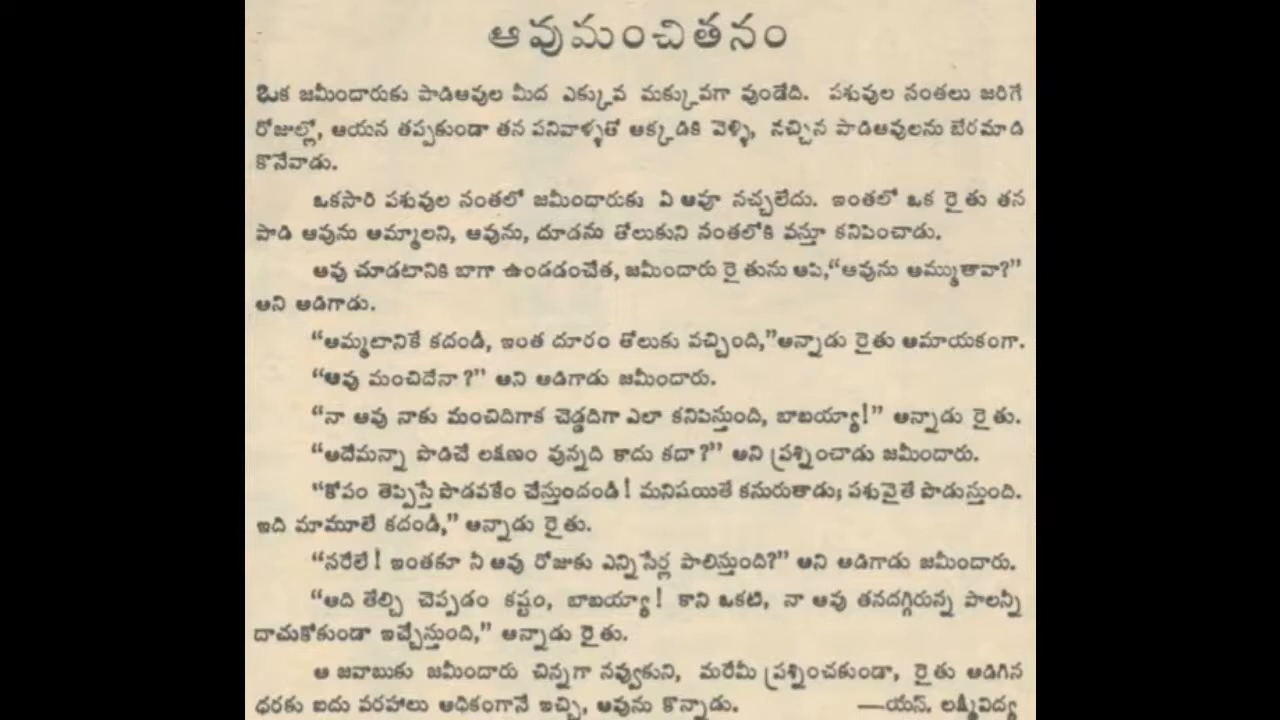 ఆవుమంచితనం
ఒక జమీందారుకు పాడిఆవుల మీద ఎక్కువ మక్కువగా వుండేది. పశువుల సంతలు జరిగే
రోజుల్లో, ఆయన తప్పకుండా తన పనివాళ్ళతో అక్కడికి వెళ్ళి, నచ్చిన పాడిఆవులను బేరమాడి
కొనేవాడు.
ఒకసారి పశువుల సంతలో జమీందారుకు ఏ ఆవూ నచ్చలేదు. ఇంతలో ఒక రైతు తన
పాడి ఆవును అమ్మాలని, ఆవును, దూడను తోలుకుని సంతలోకి వస్తూ కనిపించాడు.
ఆవు చూడటానికి బాగా ఉండడంచేత, జమీందారు రైతును ఆపి,“ఆవును అమ్ముతావా?”
అని అడిగాడు.
“అమ్మటానికే కదండీ, ఇంత దూరం తోలుకు వచ్చింది,”అన్నాడు రైతు అమాయకంగా.
“ఆవు మంచిదేనా?” అని అడిగాడు జమీందారు.
“నా ఆవు నాకు మంచిదిగాక చెడ్డదిగా ఎలా కనిపిస్తుంది, బాబయ్యా!” అన్నాడు రైతు.
“అదేమన్నా పొడిచే లక్షణం వున్నది కాదు కదా?” అని ప్రశ్నించాడు జమీందారు.
“కోపం తెప్పిస్తే పొడవకేం చేస్తుందండీ! మనిషయితే కసురుతాడు; పశువైతే పొడుస్తుంది.
ఇది మామూలే కదండీ,” అన్నాడు రైతు.
“సరేలే! ఇంతకూ నీ ఆవు రోజుకు ఎన్నిసేర్ల పాలిస్తుంది?” అని అడిగాడు జమీందారు.
“అది తేల్చి చెప్పడం కష్టం, బాబయ్యా! కాని ఒకటి, నా ఆవు తనదగ్గిరున్న పాలన్నీ
దాచుకోకుండా ఇచ్చేస్తుంది,” అన్నాడు రైతు.
ఆ జవాబుకు జమీందారు చిన్నగా నవ్వుకుని, మరేమీ ప్రశ్నించకుండా, రైతు అడిగిన
ధరకు ఐదు వరహాలు అధికంగానే ఇచ్చి, ఆవును కొన్నాడు. —యస్. లక్ష్మీవిద్య